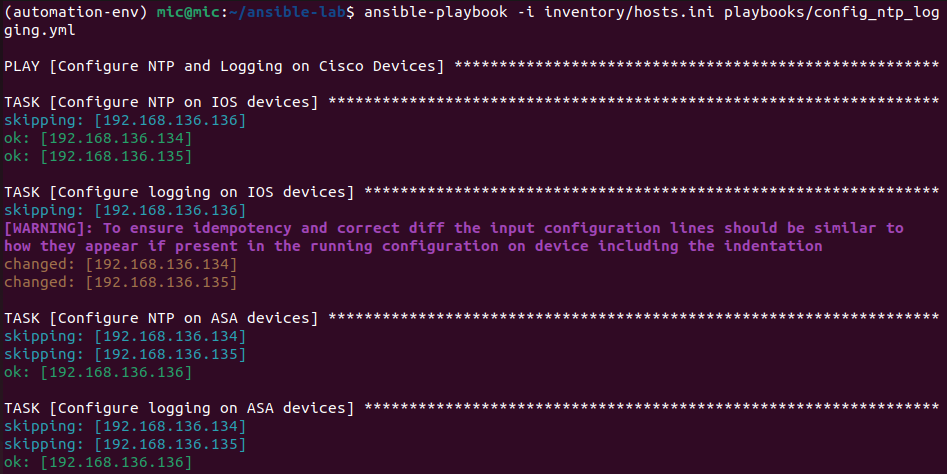 (automation-env) mic@mic:~/ansible-lab$ ansible-playbook -i inventory/hosts.ini playbooks/config_ntp_log
ging.yml
PLAY [Configure NTP and Logging on Cisco Devices] ******************************************************
TASK [Configure NTP on IOS devices] ********************************************************************
skipping: [192.168.136.136]
ok: [192.168.136.134]
ok: [192.168.136.135]
TASK [Configure logging on IOS devices] ****************************************************************
skipping: [192.168.136.136]
[WARNING]: To ensure idempotency and correct diff the input configuration lines should be similar to
how they appear if present in the running configuration on device including the indentation
changed: [192.168.136.134]
changed: [192.168.136.135]
TASK [Configure NTP on ASA devices] ********************************************************************
skipping: [192.168.136.134]
skipping: [192.168.136.135]
ok: [192.168.136.136]
TASK [Configure logging on ASA devices] ****************************************************************
skipping: [192.168.136.134]
skipping: [192.168.136.135]
ok: [192.168.136.136]